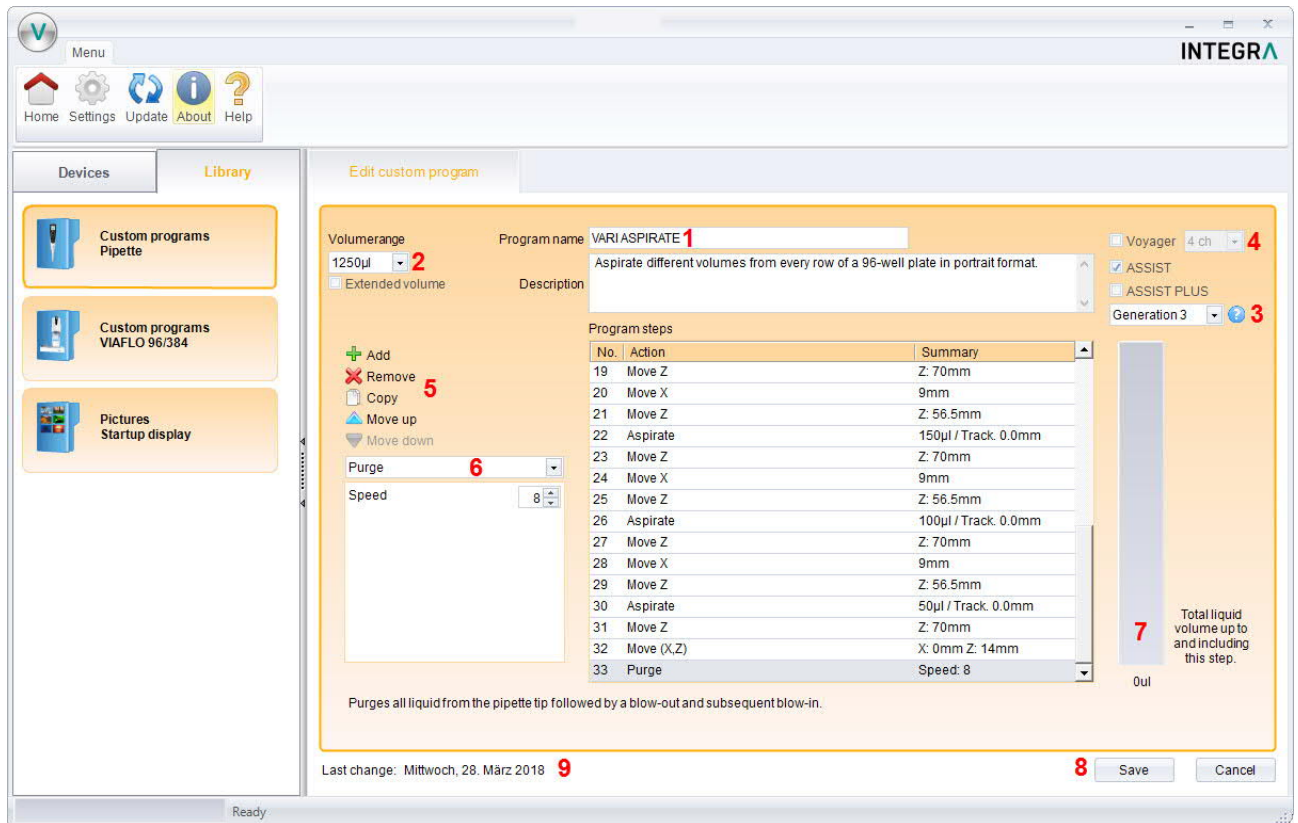 V
Menu
INTEGRA
Home Settings Update About Help
Devices
Library
Edit custom program
Custom programs
Pipette
Custom programs
VIAFLO 96/384
Pictures
Startup display
Volumerange
1250µl 2
Extended volume
Program name VARI ASPIRATE 1
Description
Aspirate different volumes from every row of a 96-well plate in portrait format.
Voyager 4 ch 4
ASSIST
ASSIST PLUS
Generation 3 ? 3
Add
Remove
Copy
5
Move up
Move down
Purge 6
Speed 8
Program steps
No. Action Summary
19 Move Z Z: 70mm
20 Move X 9mm
21 Move Z Z: 56.5mm
22 Aspirate 150µl / Track. 0.0mm
23 Move Z Z: 70mm
24 Move X 9mm
25 Move Z Z: 56.5mm
26 Aspirate 100µl / Track. 0.0mm
27 Move Z Z: 70mm
28 Move X 9mm
29 Move Z Z: 56.5mm
30 Aspirate 50µl / Track. 0.0mm
31 Move Z Z: 70mm
32 Move (X,Z) X: 0mm Z: 14mm
33 Purge Speed: 8
7
0ul
Total liquid
volume up to
and including
this step.
Purges all liquid from the pipette tip followed by a blow-out and subsequent blow-in.
Last change: Mittwoch, 28. März 2018 9
8 Save Cancel
Ready